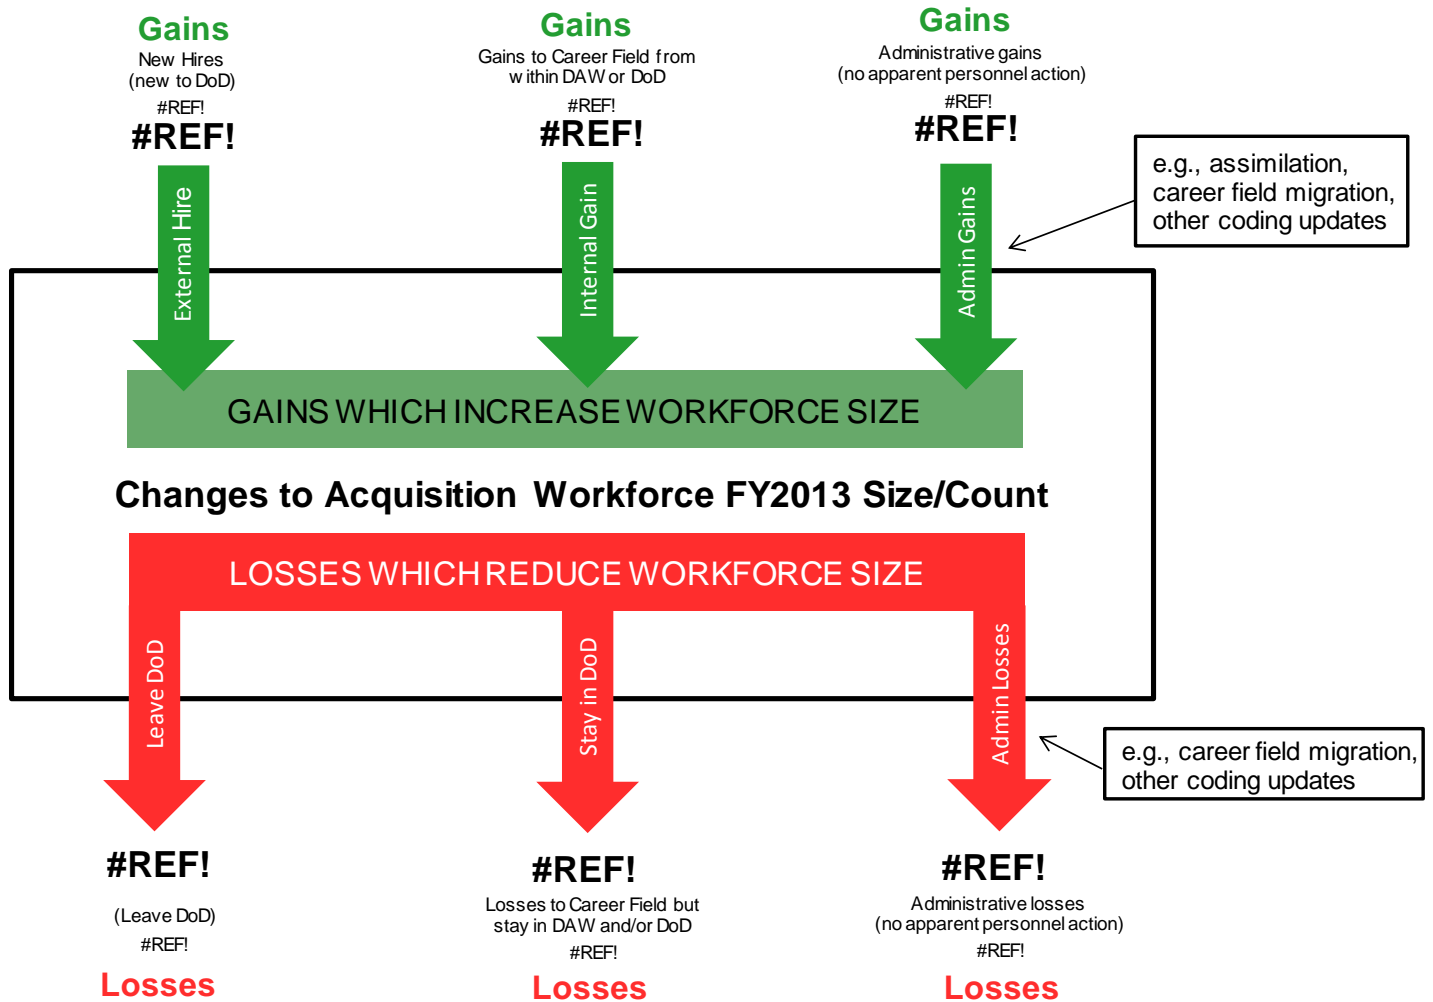 Gains
New Hires
(new to DoD)
#REF!
#REF!
Gains
Gains to Career Field from
within DAW or DoD
#REF!
#REF!
Gains
Administrative gains
(no apparent personnel action)
#REF!
#REF!
e.g., assimilation,
career field migration,
other coding updates
External Hire
Internal Gain
Admin Gains
GAINS WHICH INCREASE WORKFORCE SIZE
Changes to Acquisition Workforce FY2013 Size/Count
LOSSES WHICH REDUCE WORKFORCE SIZE
Leave DoD
Stay in DoD
Admin Losses
e.g., career field migration,
other coding updates
#REF!
(Leave DoD)
#REF!
Losses
#REF!
Losses to Career Field but
stay in DAW and/or DoD
#REF!
Losses
#REF!
Administrative losses
(no apparent personnel action)
#REF!
Losses